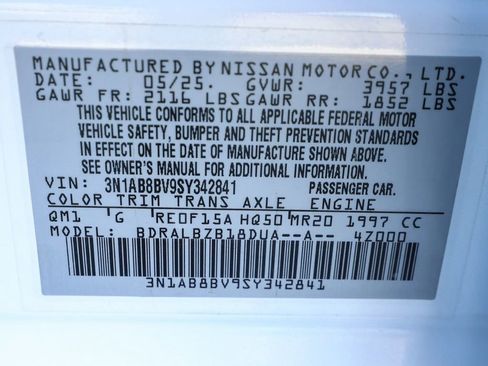 MANUFACTURED BY NISSAN MOTOR CO., LTD.
DATE: 05/25. GVWR: 3957 LBS
GAWR FR: 2116 LBS GAWR RR: 1852 LBS
THIS VEHICLE CONFORMS TO ALL APPLICABLE FEDERAL MOTOR
VEHICLE SAFETY, BUMPER AND THEFT PREVENTION STANDARDS
IN EFFECT ON THE DATE OF MANUFACTURE SHOWN ABOVE.
SEE OWNER'S MANUAL FOR ADDITIONAL INFORMATION.
VIN: 3N1AB8BV9SY342841 PASSENGER CAR.
COLOR TRIM TRANS AXLE ENGINE
QM1 G RE0F15A HQ50 MR20 1997 CC
MODEL: BDRALBZB18DUA--A-- 4Z000
3N1AB8BV9SY342841